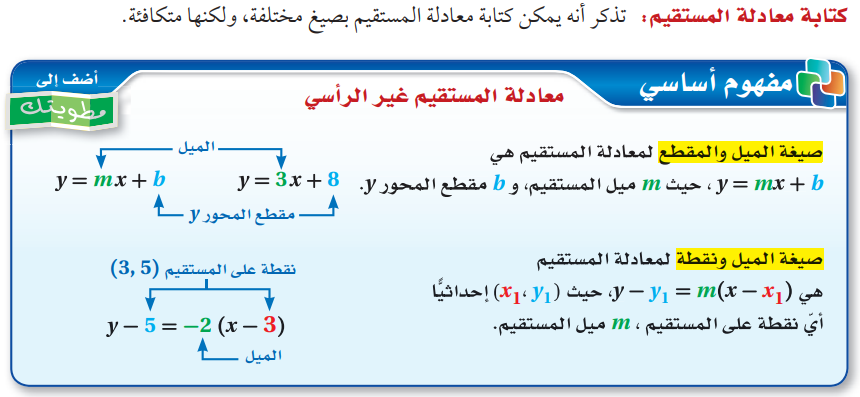 كتابة معادلة المستقيم: تذكر أنه يمكن كتابة معادلة المستقيم بصيغ مختلفة، ولكنها متكافئة.
مفهوم أساسي
أضف إلى
مطويتك
معادلة المستقيم غير الرأسي
صيغة الميل والمقطع لمعادلة المستقيم هي
y = mx + b ، حيث m ميل المستقيم، و b مقطع المحور y.
الميل
y = mx + b y = 3x + 8
مقطع المحور y
صيغة الميل ونقطة لمعادلة المستقيم
هي y − y₁ = m(x − x₁)، حيث (x₁، y₁) إحداثيًّا
أيّ نقطة على المستقيم ، m ميل المستقيم.
نقطة على المستقيم (3, 5)
y − 5 = −2 (x − 3)
الميل